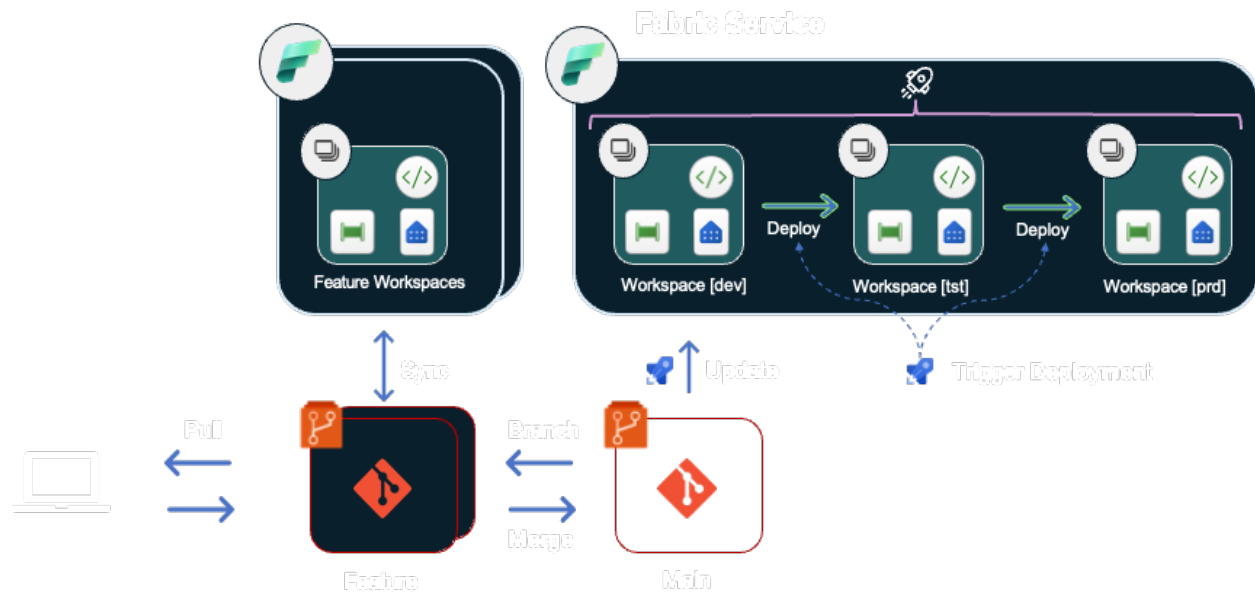 Fabric Service
Feature Workspaces
Deploy
Deploy
Workspace [dev]
Workspace [tst]
Workspace [prd]
Sync
Update
Trigger Deployment
Pull
Branch
Merge
Feature
Main